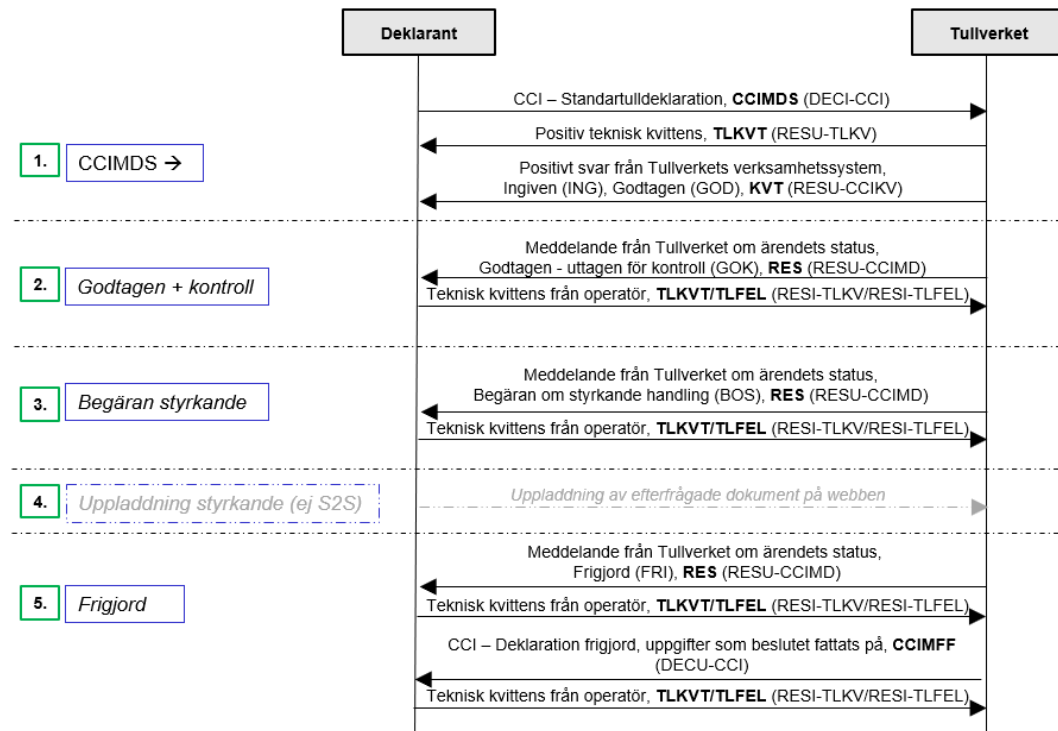 Deklarant
Tullverket
CCI – Standartulldeklaration, CCIMDS (DECI-CCI)
Positiv teknisk kvittens, TLKVT (RESU-TLKV)
1.
CCIMDS →
Positivt svar från Tullverkets verksamhetssystem,
Ingiven (ING), Godtagen (GOD), KVT (RESU-CCIKV)
Meddelande från Tullverket om ärendets status,
Godtagen - uttagen för kontroll (GOK), RES (RESU-CCIMD)
2.
Godtagen + kontroll
Teknisk kvittens från operatör, TLKVT/TLFEL (RESI-TLKV/RESI-TLFEL)
Meddelande från Tullverket om ärendets status,
Begäran om styrkande handling (BOS), RES (RESU-CCIMD)
3.
Begäran styrkande
Teknisk kvittens från operatör, TLKVT/TLFEL (RESI-TLKV/RESI-TLFEL)
4.
Uppladdning styrkande (ej S2S)
Uppladdning av efterfrågade dokument på webben
Meddelande från Tullverket om ärendets status,
Frigjord (FRI), RES (RESU-CCIMD)
5.
Frigjord
Teknisk kvittens från operatör, TLKVT/TLFEL (RESI-TLKV/RESI-TLFEL)
CCI – Deklaration frigjord, uppgifter som beslutet fattats på, CCIMFF
(DECU-CCI)
Teknisk kvittens från operatör, TLKVT/TLFEL (RESI-TLKV/RESI-TLFEL)